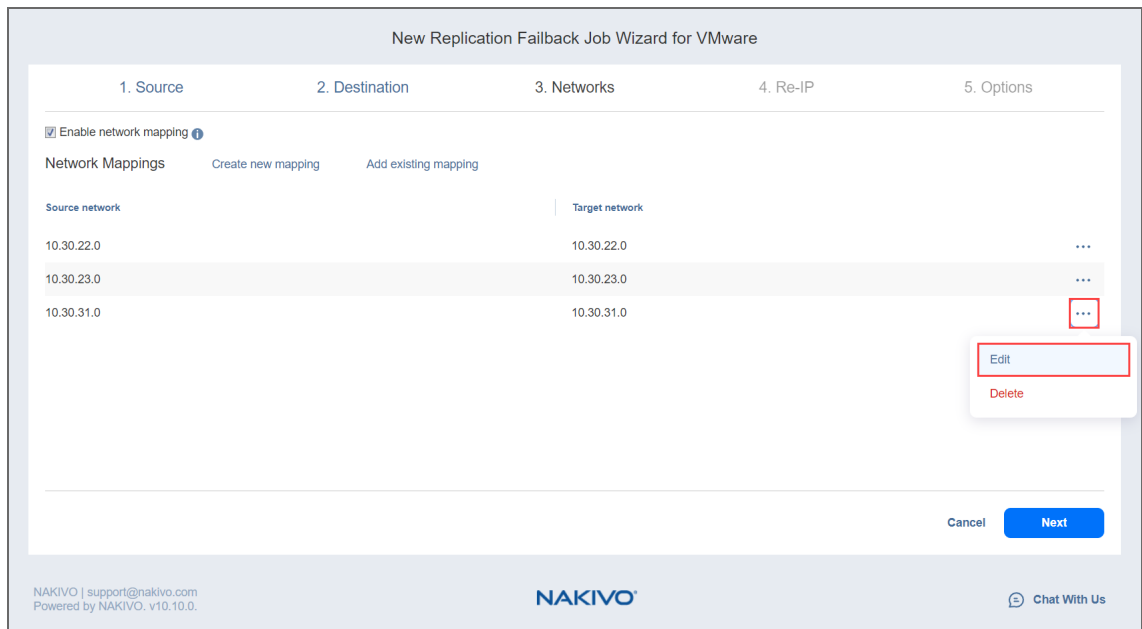 New Replication Failback Job Wizard for VMware
1. Source 2. Destination 3. Networks 4. Re-IP 5. Options
Enable network mapping
Network Mappings Create new mapping Add existing mapping
Source network Target network
10.30.22.0 10.30.22.0
10.30.23.0 10.30.23.0
10.30.31.0 10.30.31.0
Edit
Delete
Cancel Next
NAKIVO | support@nakivo.com
Powered by NAKIVO. v10.10.0.
NAKIVO®
Chat With Us